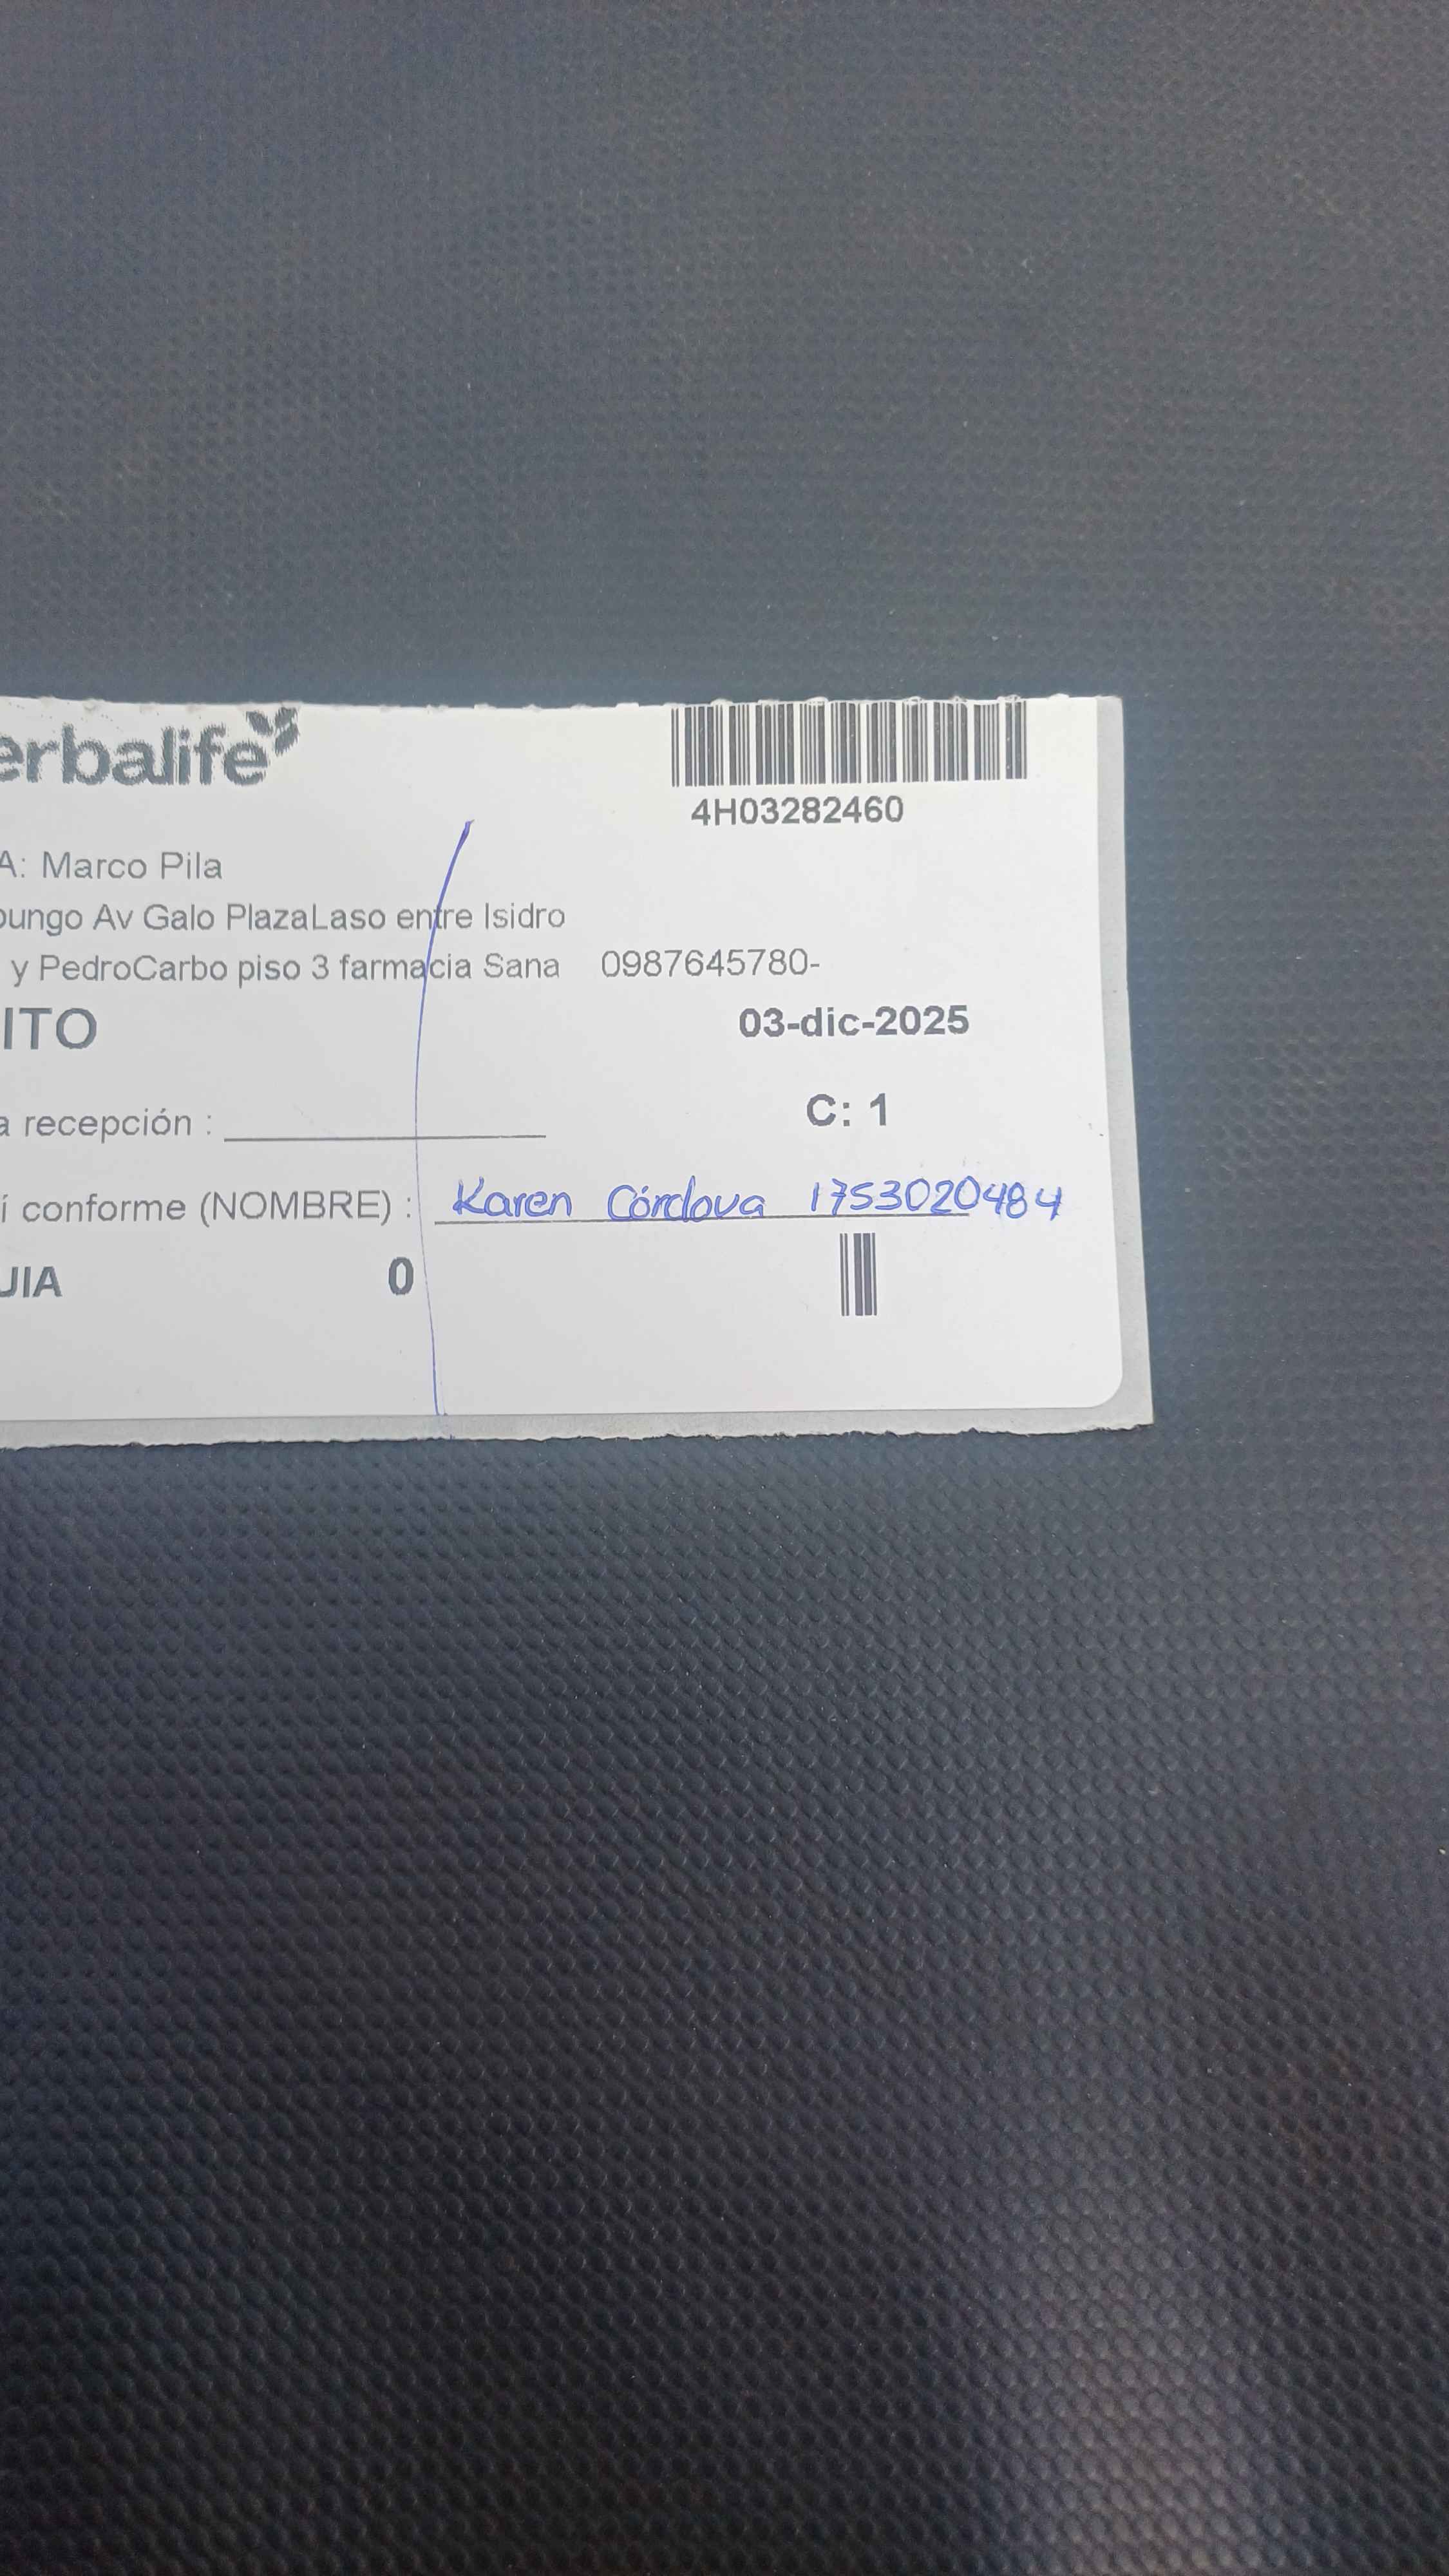 erbalife
4H03282460
A: Marco Pila
oungo Av Galo PlazaLaso entre Isidro
y PedroCarbo piso 3 farmacia Sana 0987645780-
ITO 03-dic-2025
a recepción : C: 1
í conforme (NOMBRE) : Karen Córdova 1753020484
UIA 0